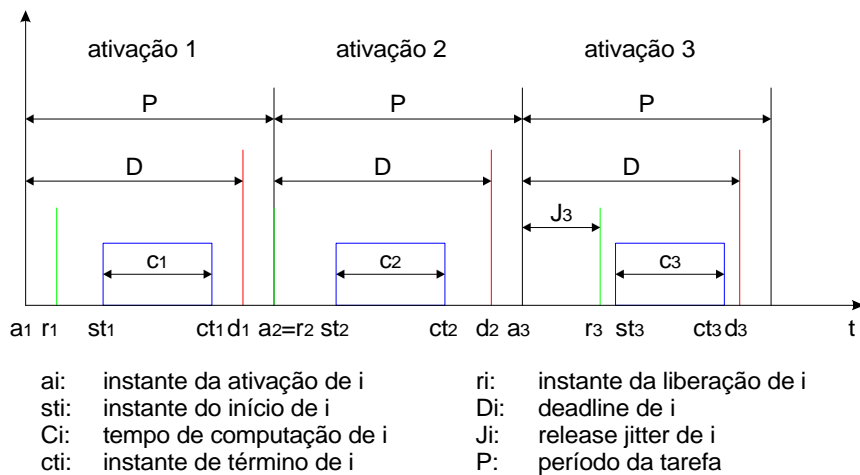 ativação 1 ativação 2 ativação 3
P P P
D D D
J3
c1 c2 c3
a1 r1 st1 ct1 d1 a2=r2 st2 ct2 d2 a3 r3 st3 ct3 d3 t
ai: instante da ativação de i ri: instante da liberação de i
sti: instante do início de i Di: deadline de i
Ci: tempo de computação de i Ji: release jitter de i
cti: instante de término de i P: período da tarefa